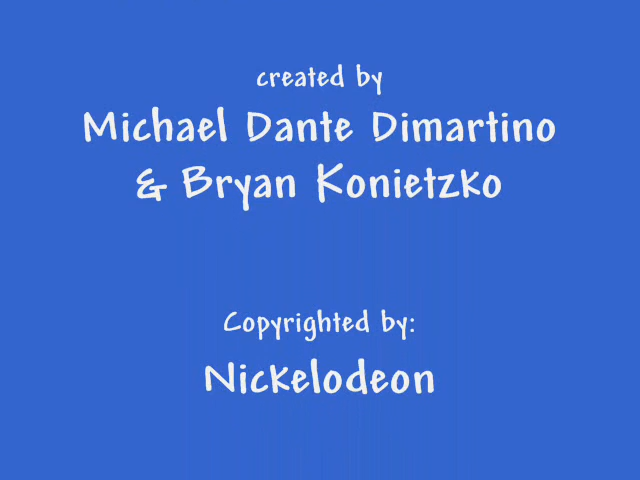 created by
Michael Dante Dimartino
& Bryan Konietzko
Copyrighted by:
Nickelodeon